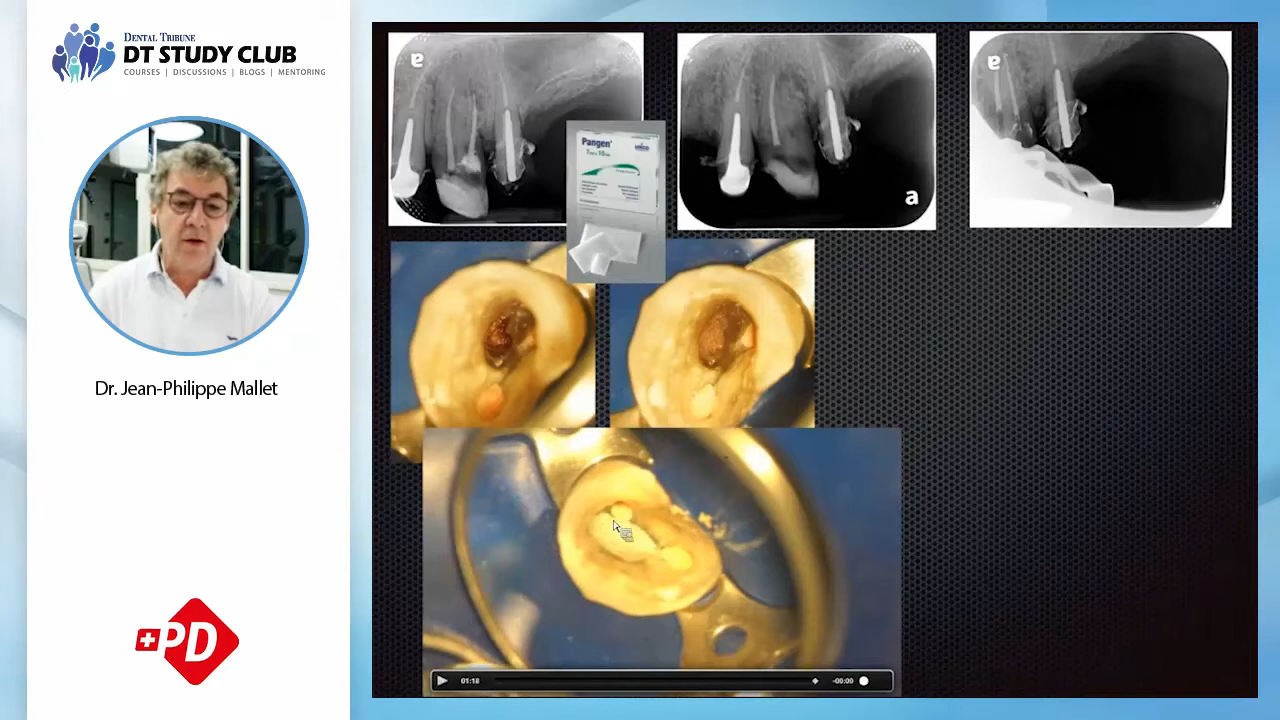 DENTAL TRIBUNE
DT STUDY CLUB
COURSES | DISCUSSIONS | BLOGS | MENTORING
Dr. Jean-Philippe Mallet
PD
a
a
a
Pangen
01:18
-00:00